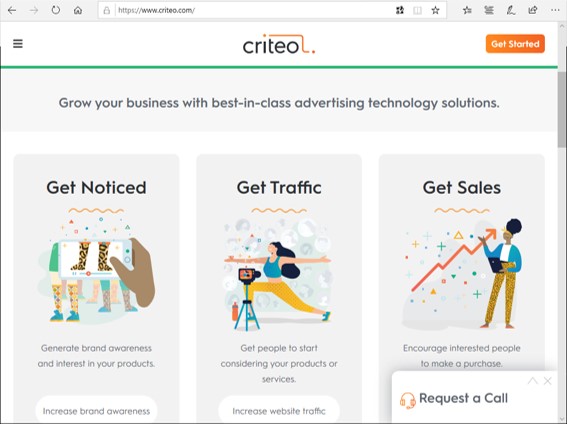 https://www.criteo.com/
criteo
Get Started
Grow your business with best-in-class advertising technology solutions.
Get Noticed
Generate brand awareness
and interest in your products.
Increase brand awareness
Get Traffic
Get people to start
considering your products or
services.
Increase website traffic
Get Sales
Encourage interested people
to make a purchase.
Request a Call